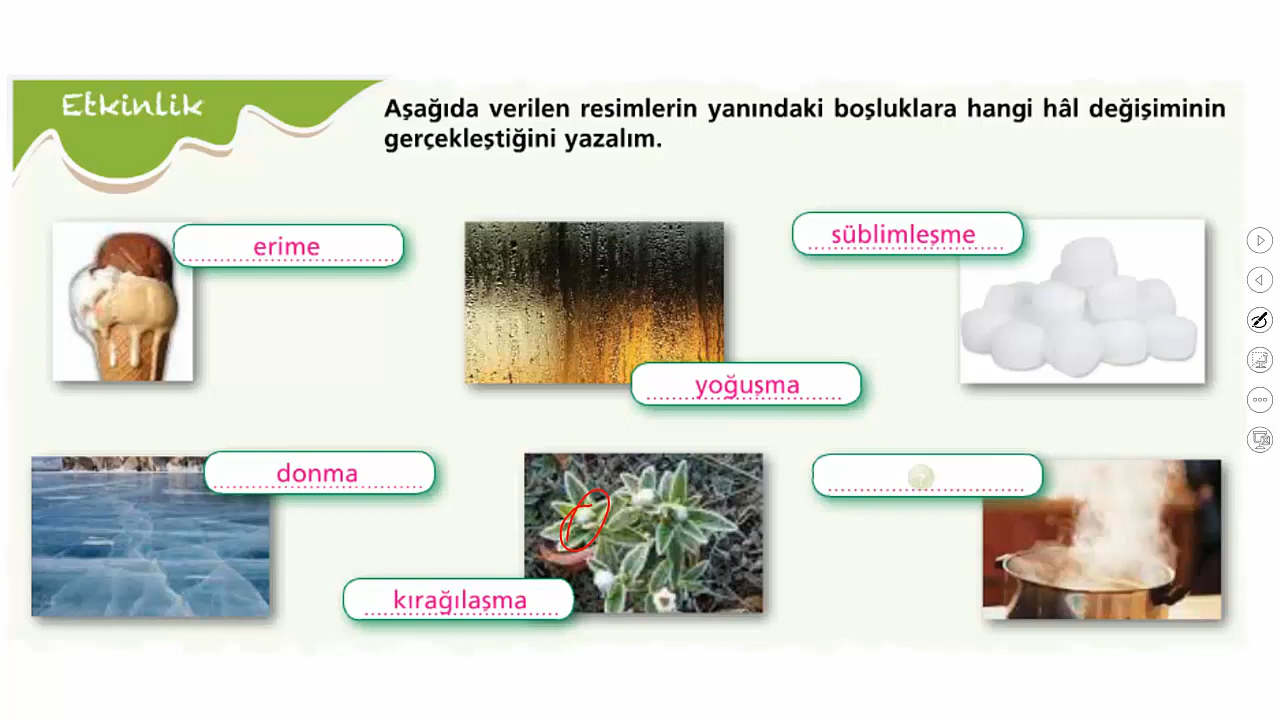 Etkinlik
Aşağıda verilen resimlerin yanındaki boşluklara hangi hâl değişiminin
gerçekleştiğini yazalım.
erime
süblimleşme
yoğuşma
donma
?
kırağılaşma